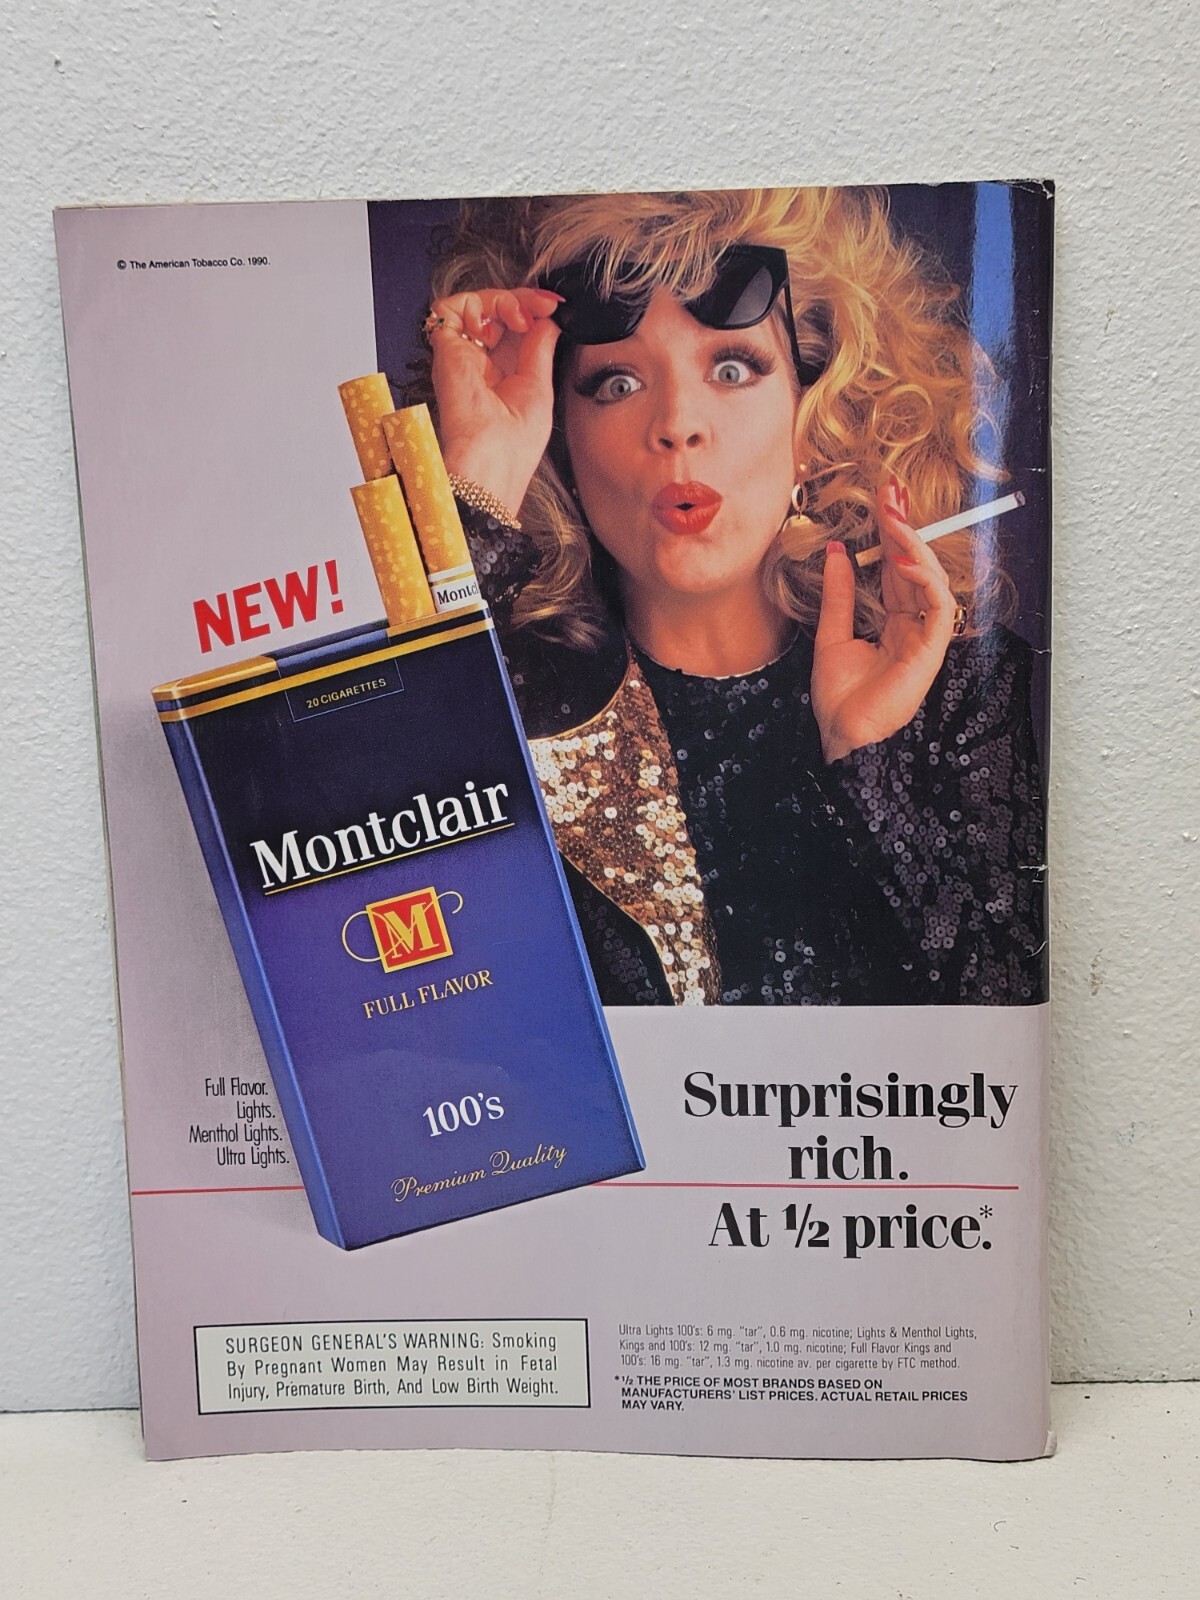 © The American Tobacco Co. 1990.
NEW!
Montcl
20 CIGARETTES
Montclair
M
FULL FLAVOR
100's
Premium Quality
Full Flavor.
Lights.
Menthol Lights.
Ultra Lights.
Surprisingly
rich.
At ½ price.*
SURGEON GENERAL'S WARNING: Smoking
By Pregnant Women May Result in Fetal
Injury, Premature Birth, And Low Birth Weight.
Ultra Lights 100's: 6 mg. "tar", 0.6 mg. nicotine; Lights & Menthol Lights,
Kings and 100's: 12 mg. "tar", 1.0 mg. nicotine; Full Flavor Kings and
100's: 16 mg. "tar", 1.3 mg. nicotine av. per cigarette by FTC method.
*½ THE PRICE OF MOST BRANDS BASED ON
MANUFACTURERS' LIST PRICES. ACTUAL RETAIL PRICES
MAY VARY.